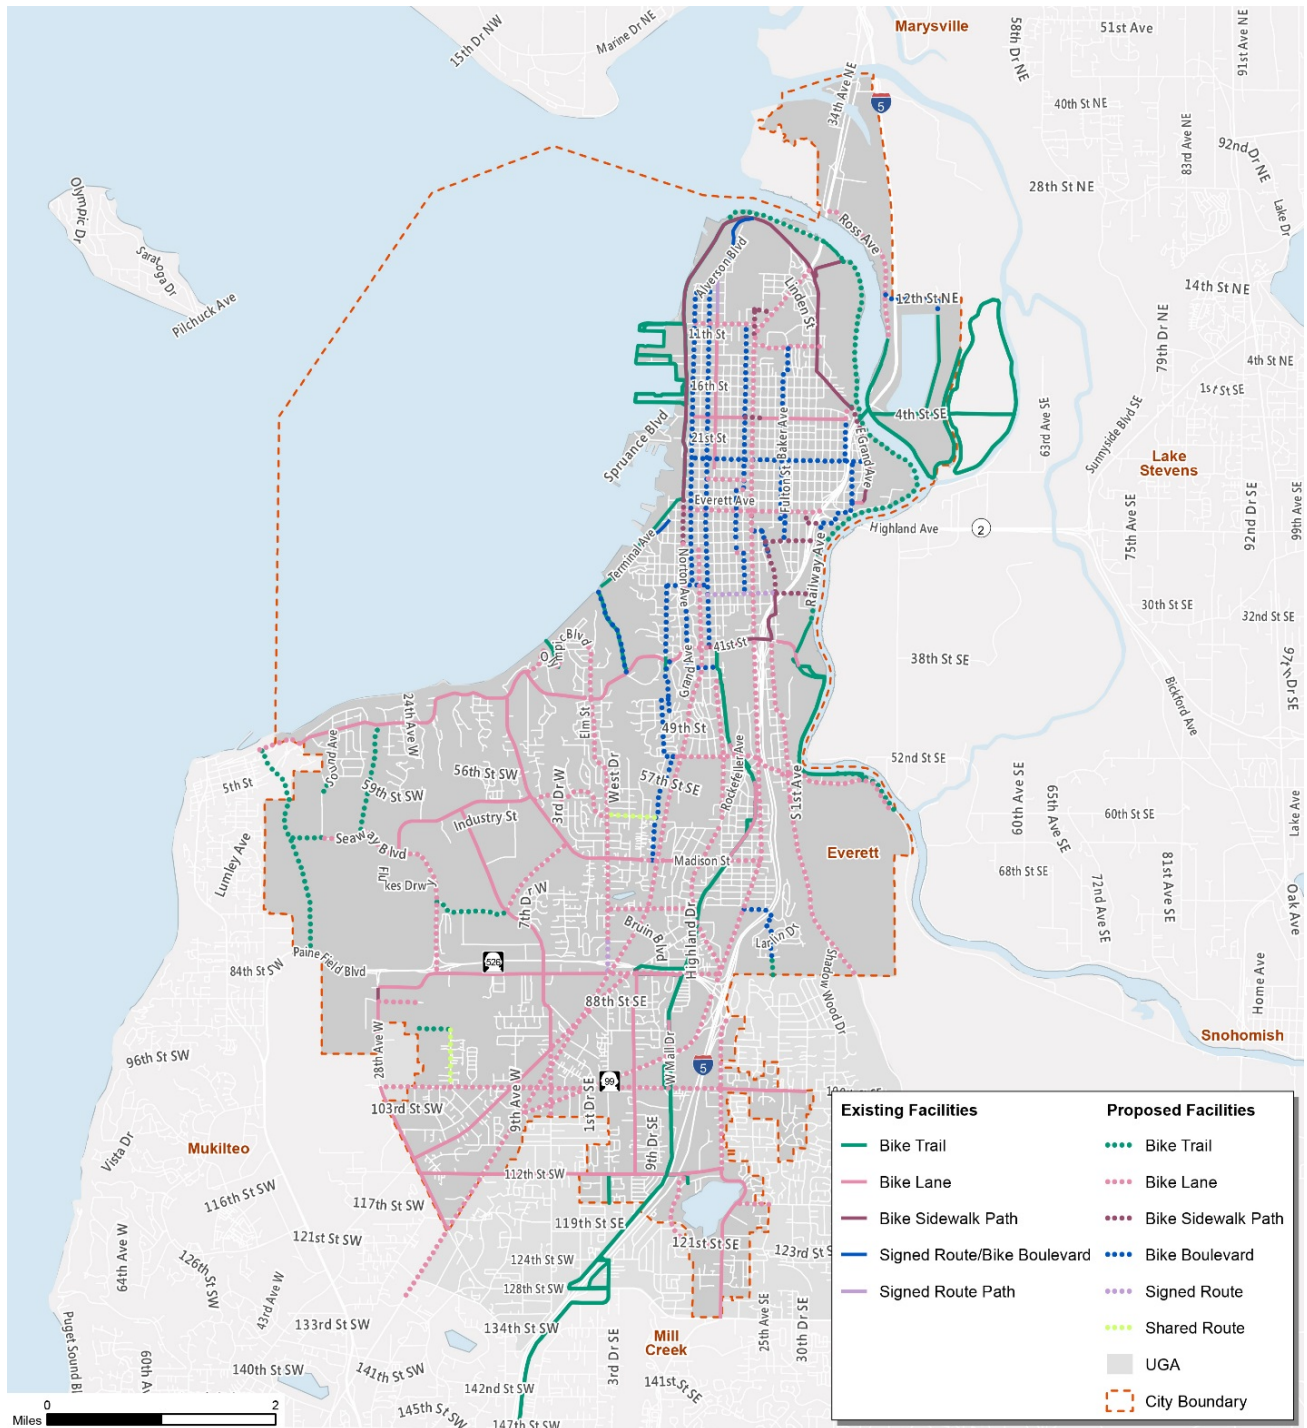 Marysville
51st Ave
91st Ave NE
58th Dr NE
15th Dr NW
Marine Dr NE
34th Ave NE
5
40th St NE
83rd Ave NE
92nd Dr NE
28th St NE
Lake Dr
Olympic Dr
Saratoga Dr
Pilchuck Ave
Ross Ave
Alverson Blvd
Linden St
12th St NE
14th St NE
79th Dr NE
11th St
4th St NE
16th St
1st St SE
4th St SE
63rd Ave SE
Sunnyside Blvd SE
Spruance Blvd
21st St
Baker Ave
E Grand Ave
Lake
Stevens
Fulton St
Everett Ave
75th Ave SE
92nd Dr SE
99th Ave SE
Highland Ave
2
Terminal Ave
Norton Ave
Railway Ave
30th St SE
32nd St SE
Olympic Blvd
41st St
38th St SE
97th Dr SE
Grand Ave
Bickford Ave
24th Ave W
Elm St
49th St
Sound Ave
5th St
56th St SW
57th St SE
Rockefeller Ave
52nd St SE
59th St SW
3rd Dr W
West Dr
S 1st Ave
60th Ave SE
69th Ave SE
60th St SE
Lake Ave
Industry St
Seaway Blvd
Lumley Ave
Madison St
Everett
68th St SE
81st Ave SE
72nd Ave SE
Oak Ave
7th Dr W
Bruin Blvd
Highland Dr
Larlin Dr
Paine Field Blvd
84th St SW
526
Shadow Wood Dr
Home Ave
88th St SE
28th Ave W
W Mall Dr
Snohomish
96th St SW
5
99
9th Ave W
1st Dr SE
103rd St SW
9th Dr SE
Vista Dr
Mukilteo
112th St SW
116th St SW
117th St SW
119th St SE
121st St SW
121st St SE
64th Ave W
126th St SW
124th St SW
128th St SW
43rd Ave W
133rd St SW
134th St SW
Mill
Creek
3rd Dr SE
25th Ave SE
30th Dr SE
140th St SW
141st St SW
142nd St SW
141st St SE
145th St SW
147th St SW
Existing Facilities
Bike Trail
Bike Lane
Bike Sidewalk Path
Signed Route/Bike Boulevard
Signed Route Path
Proposed Facilities
Bike Trail
Bike Lane
Bike Sidewalk Path
Bike Boulevard
Signed Route
Shared Route
UGA
City Boundary
0 2
Miles